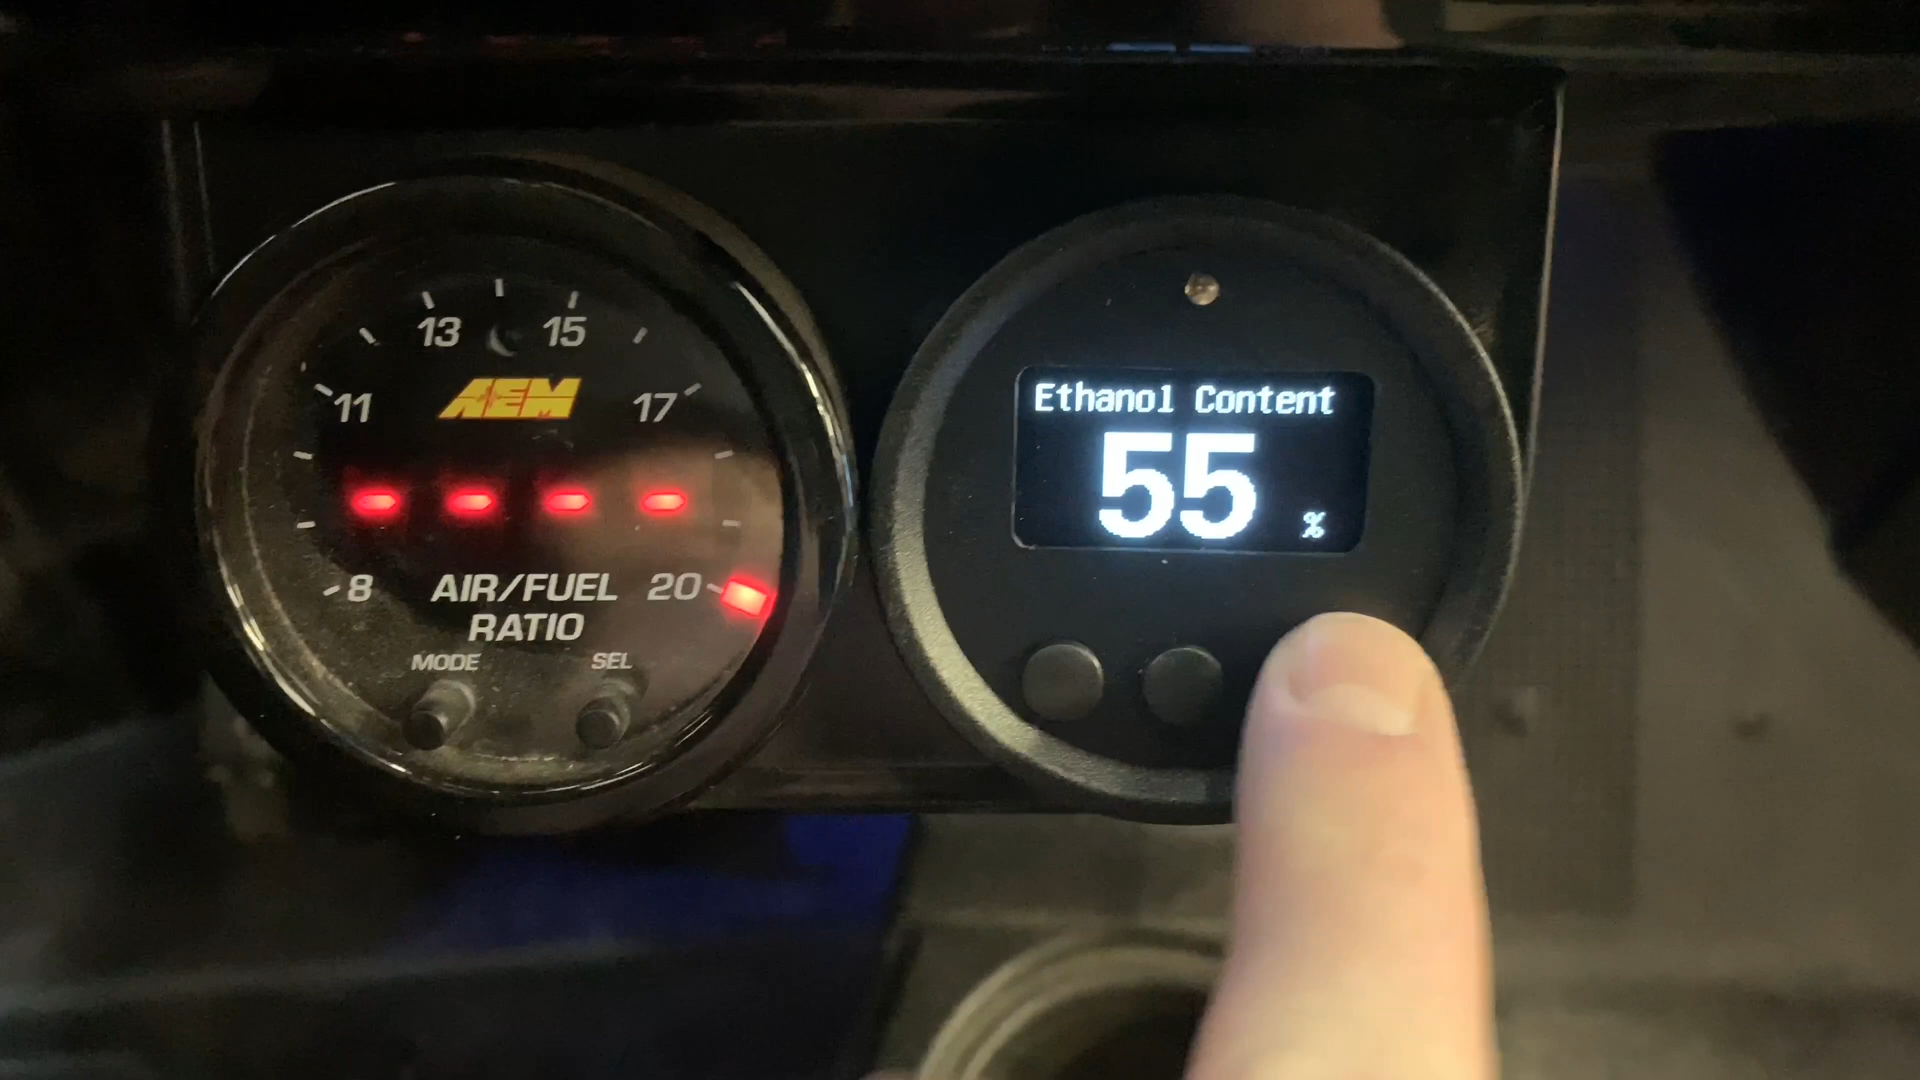 13 15
11 AEM 17
- - - -
8 AIR/FUEL 20
RATIO
MODE SEL
Ethanol Content
55 %